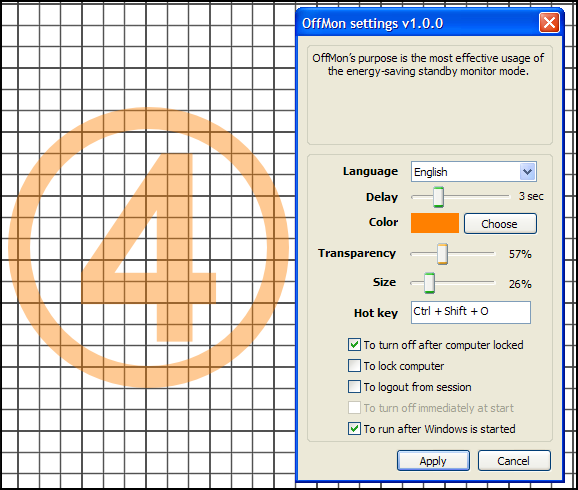 4
OffMon settings v1.0.0
OffMon's purpose is the most effective usage of
the energy-saving standby monitor mode.
Language English
Delay 3 sec
Color Choose
Transparency 57%
Size 26%
Hot key Ctrl + Shift + O
To turn off after computer locked
To lock computer
To logout from session
To turn off immediately at start
To run after Windows is started
Apply Cancel